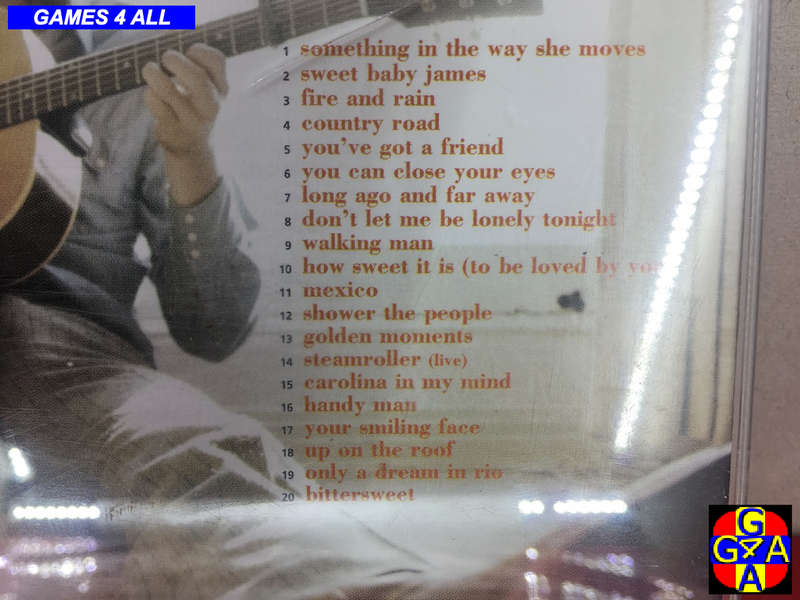 GAMES 4 ALL
1 something in the way she moves
2 sweet baby james
3 fire and rain
4 country road
5 you've got a friend
6 you can close your eyes
7 long ago and far away
8 don't let me be lonely tonight
9 walking man
10 how sweet it is (to be loved by yo
11 mexico
12 shower the people
13 golden moments
14 steamroller (live)
15 carolina in my mind
16 handy man
17 your smiling face
18 up on the roof
19 only a dream in rio
20 bittersweet
G
G4A
A